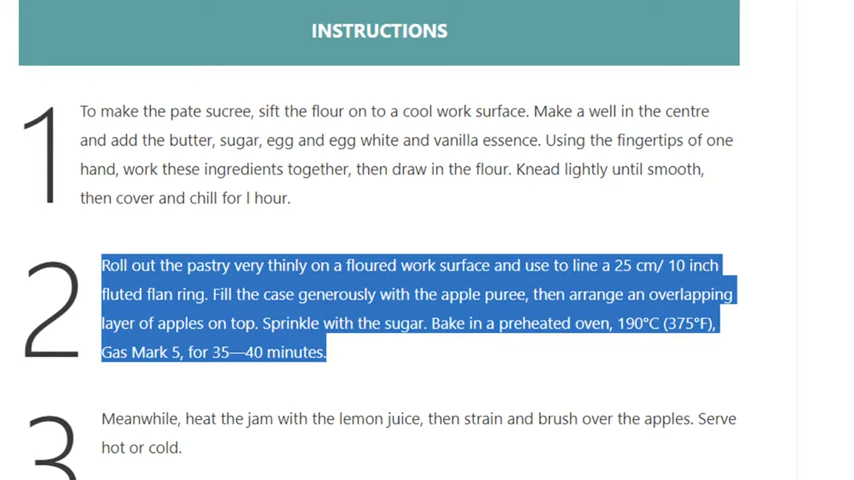 INSTRUCTIONS
1
To make the pate sucree, sift the flour on to a cool work surface. Make a well in the centre
and add the butter, sugar, egg and egg white and vanilla essence. Using the fingertips of one
hand, work these ingredients together, then draw in the flour. Knead lightly until smooth,
then cover and chill for l hour.
2
Roll out the pastry very thinly on a floured work surface and use to line a 25 cm/ 10 inch
fluted flan ring. Fill the case generously with the apple puree, then arrange an overlapping
layer of apples on top. Sprinkle with the sugar. Bake in a preheated oven, 190°C (375°F),
Gas Mark 5, for 35—40 minutes.
3
Meanwhile, heat the jam with the lemon juice, then strain and brush over the apples. Serve
hot or cold.